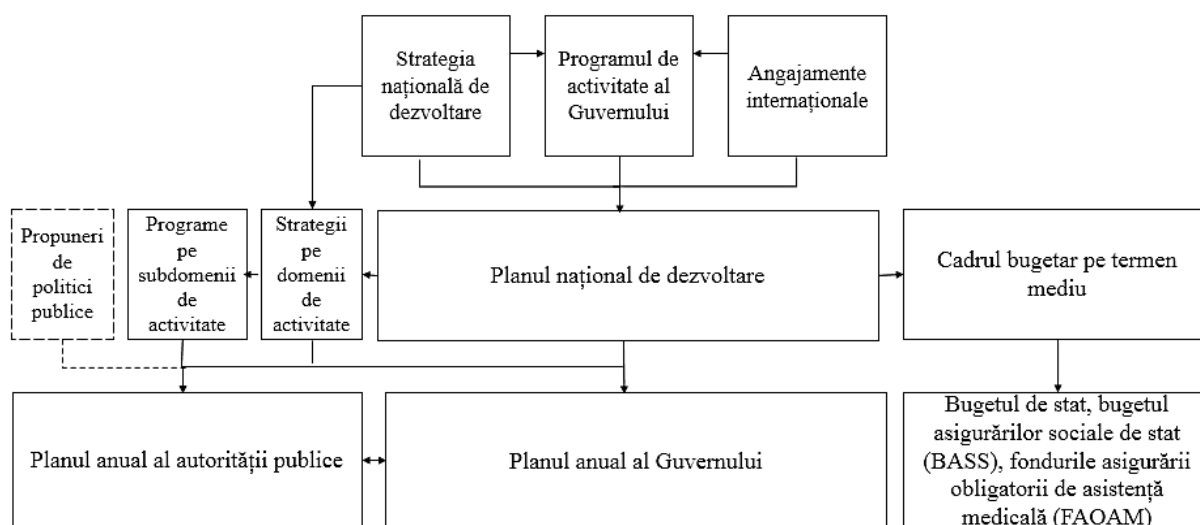 Strategia
națională de
dezvoltare
Programul de
activitate al
Guvernului
Angajamente
internaționale
Propuneri
de
politici
publice
Programe
pe
subdomenii
de
activitate
Strategii
pe
domenii
de
activitate
Planul național de dezvoltare
Cadrul bugetar pe termen
mediu
Planul anual al autorității publice
Planul anual al Guvernului
Bugetul de stat, bugetul
asigurărilor sociale de stat
(BASS), fondurile asigurării
obligatorii de asistență
medicală (FAOAM)